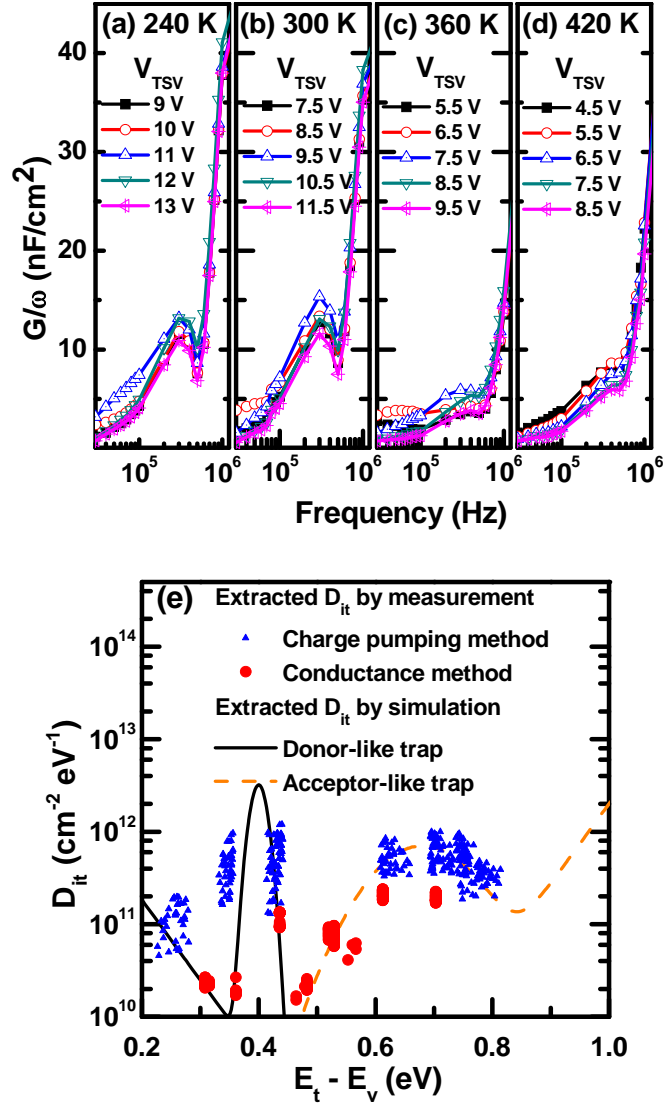 (a) 240 K
(b) 300 K
(c) 360 K
(d) 420 K
V_TSV
9 V
10 V
11 V
12 V
13 V
V_TSV
7.5 V
8.5 V
9.5 V
10.5 V
11.5 V
V_TSV
5.5 V
6.5 V
7.5 V
8.5 V
9.5 V
V_TSV
4.5 V
5.5 V
6.5 V
7.5 V
8.5 V
40
30
20
10
G/ω (nF/cm²)
10⁵ 10⁶ 10⁵ 10⁶ 10⁵ 10⁶ 10⁵ 10⁶
Frequency (Hz)
(e)
Extracted D_it by measurement
Charge pumping method
Conductance method
Extracted D_it by simulation
Donor-like trap
Acceptor-like trap
10¹⁴
10¹³
10¹²
10¹¹
10¹⁰
D_it (cm⁻² eV⁻¹)
0.2 0.4 0.6 0.8 1.0
E_t - E_v (eV)